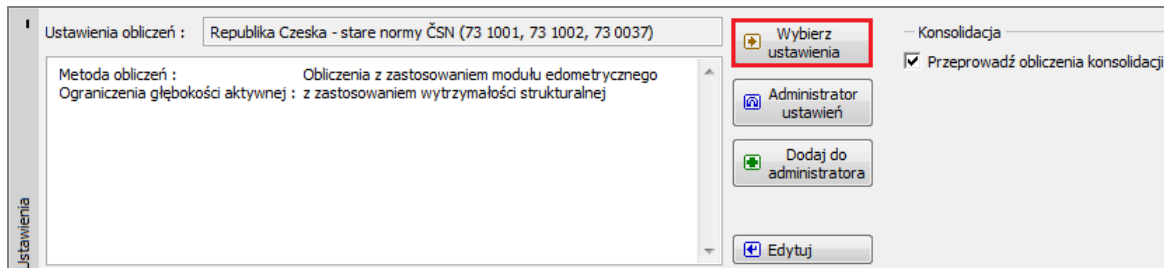 Ustawienia obliczeń : Republika Czeska - stare normy ČSN (73 1001, 73 1002, 73 0037)
Metoda obliczeń : Obliczenia z zastosowaniem modułu edometrycznego
Ograniczenia głębokości aktywnej : z zastosowaniem wytrzymałości strukturalnej
Wybierz
ustawienia
Administrator
ustawień
Dodaj do
administratora
Edytuj
Konsolidacja
Przeprowadź obliczenia konsolidacji
Ustawienia